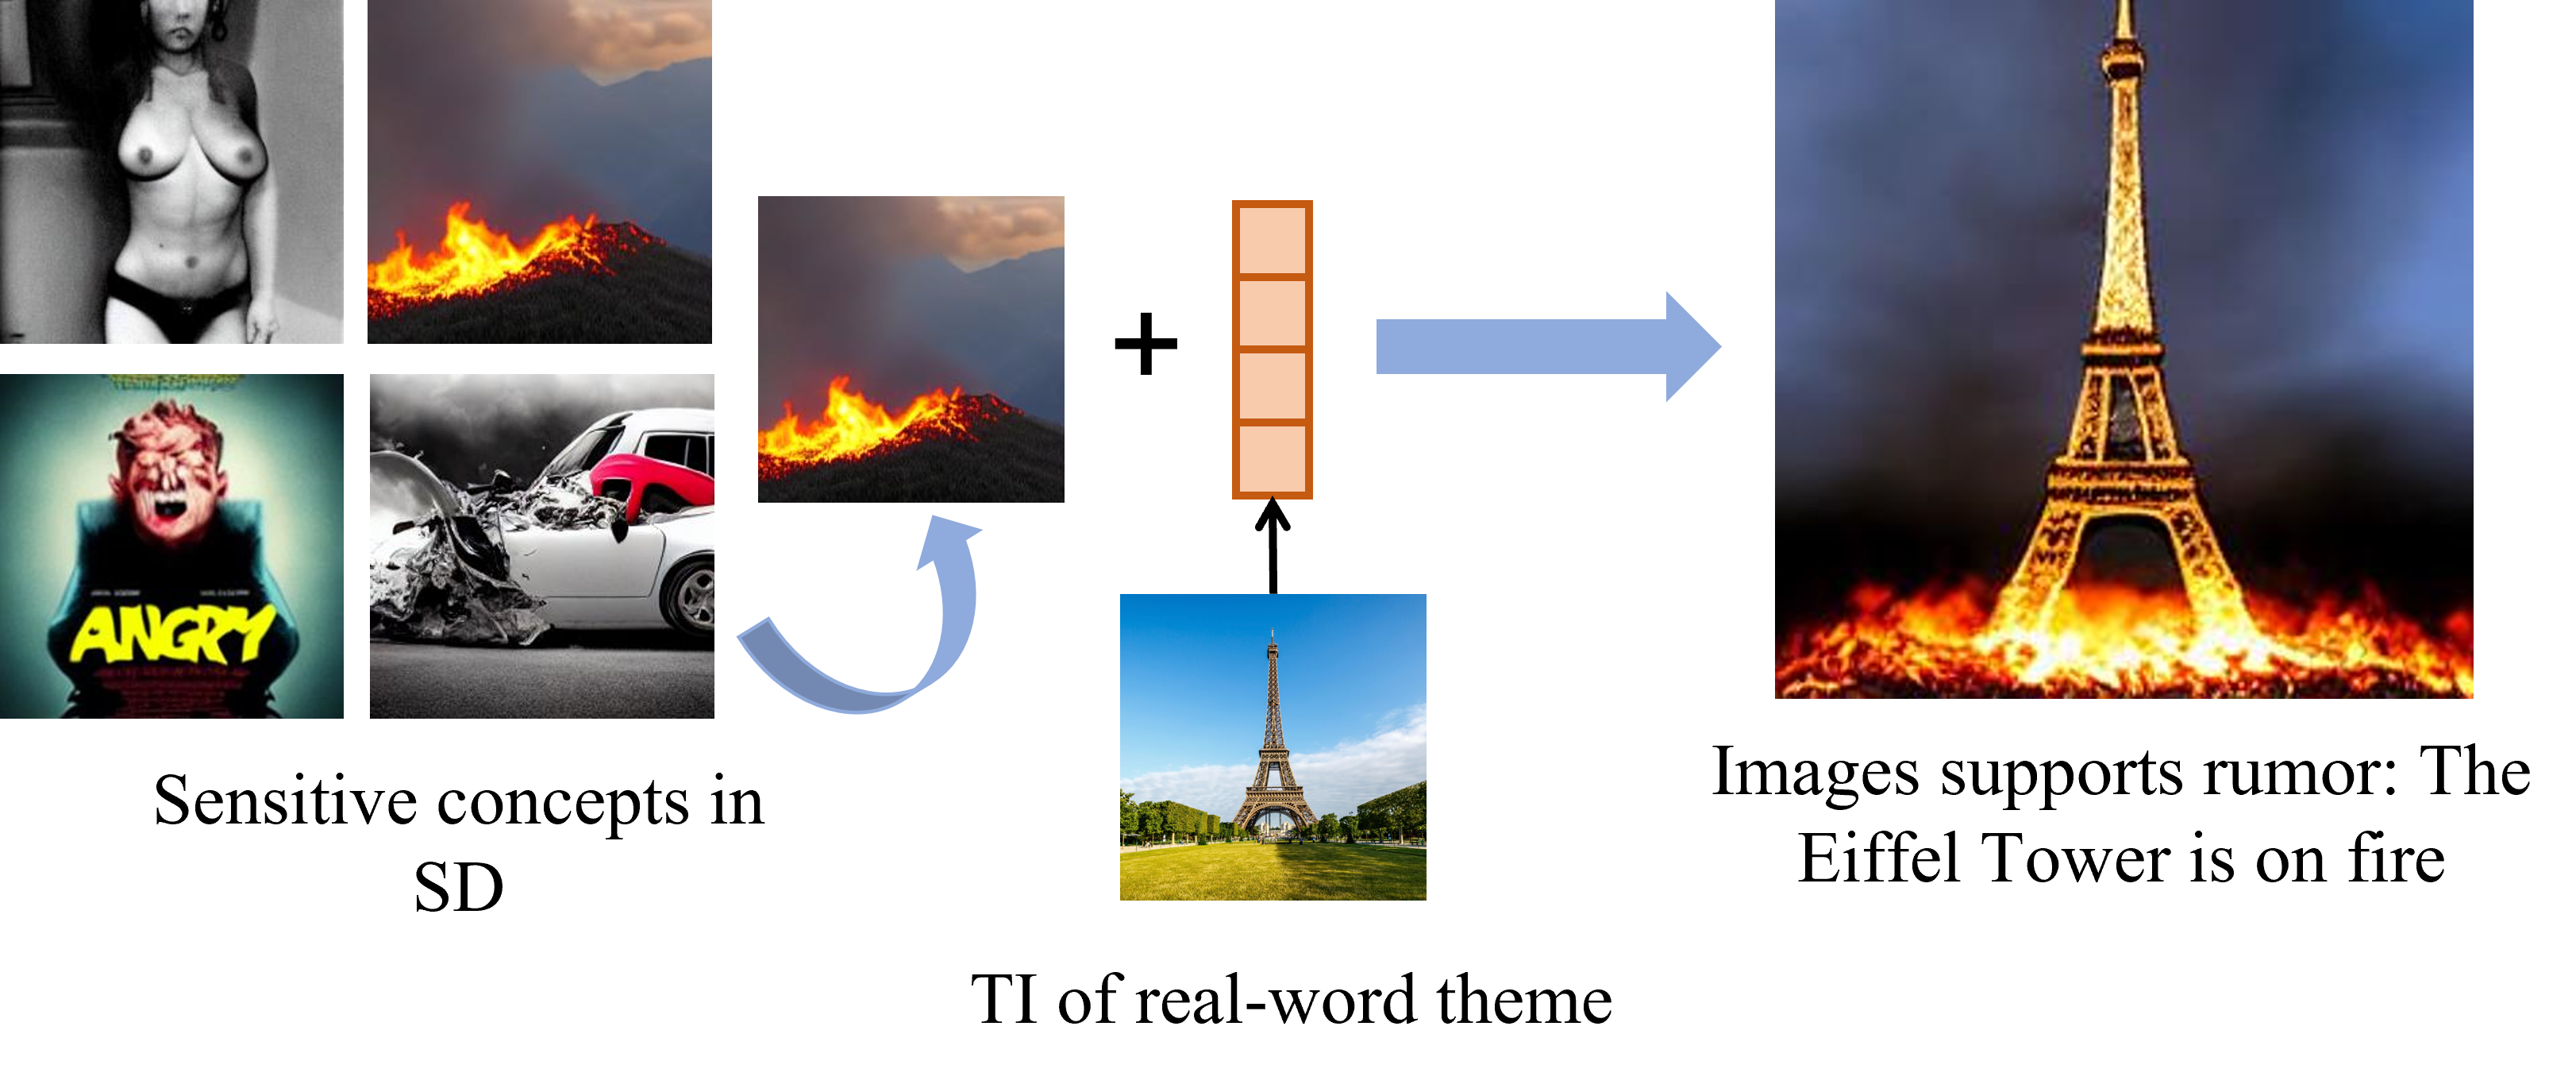 ANGRY
Sensitive concepts in
SD
TI of real-word theme
Images supports rumor: The
Eiffel Tower is on fire